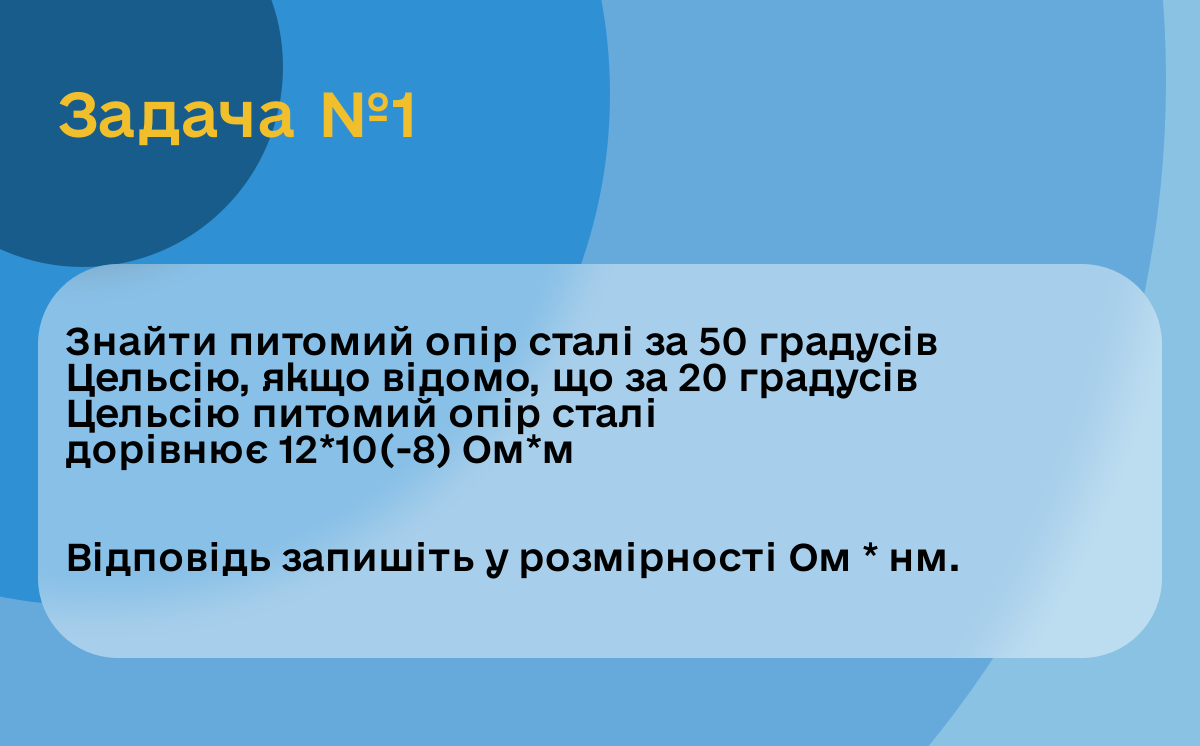 Задача №1
Знайти питомий опір сталі за 50 градусів
Цельсію, якщо відомо, що за 20 градусів
Цельсію питомий опір сталі
дорівнює 12*10(-8) Ом*м
Відповідь запишіть у розмірності Ом * нм.